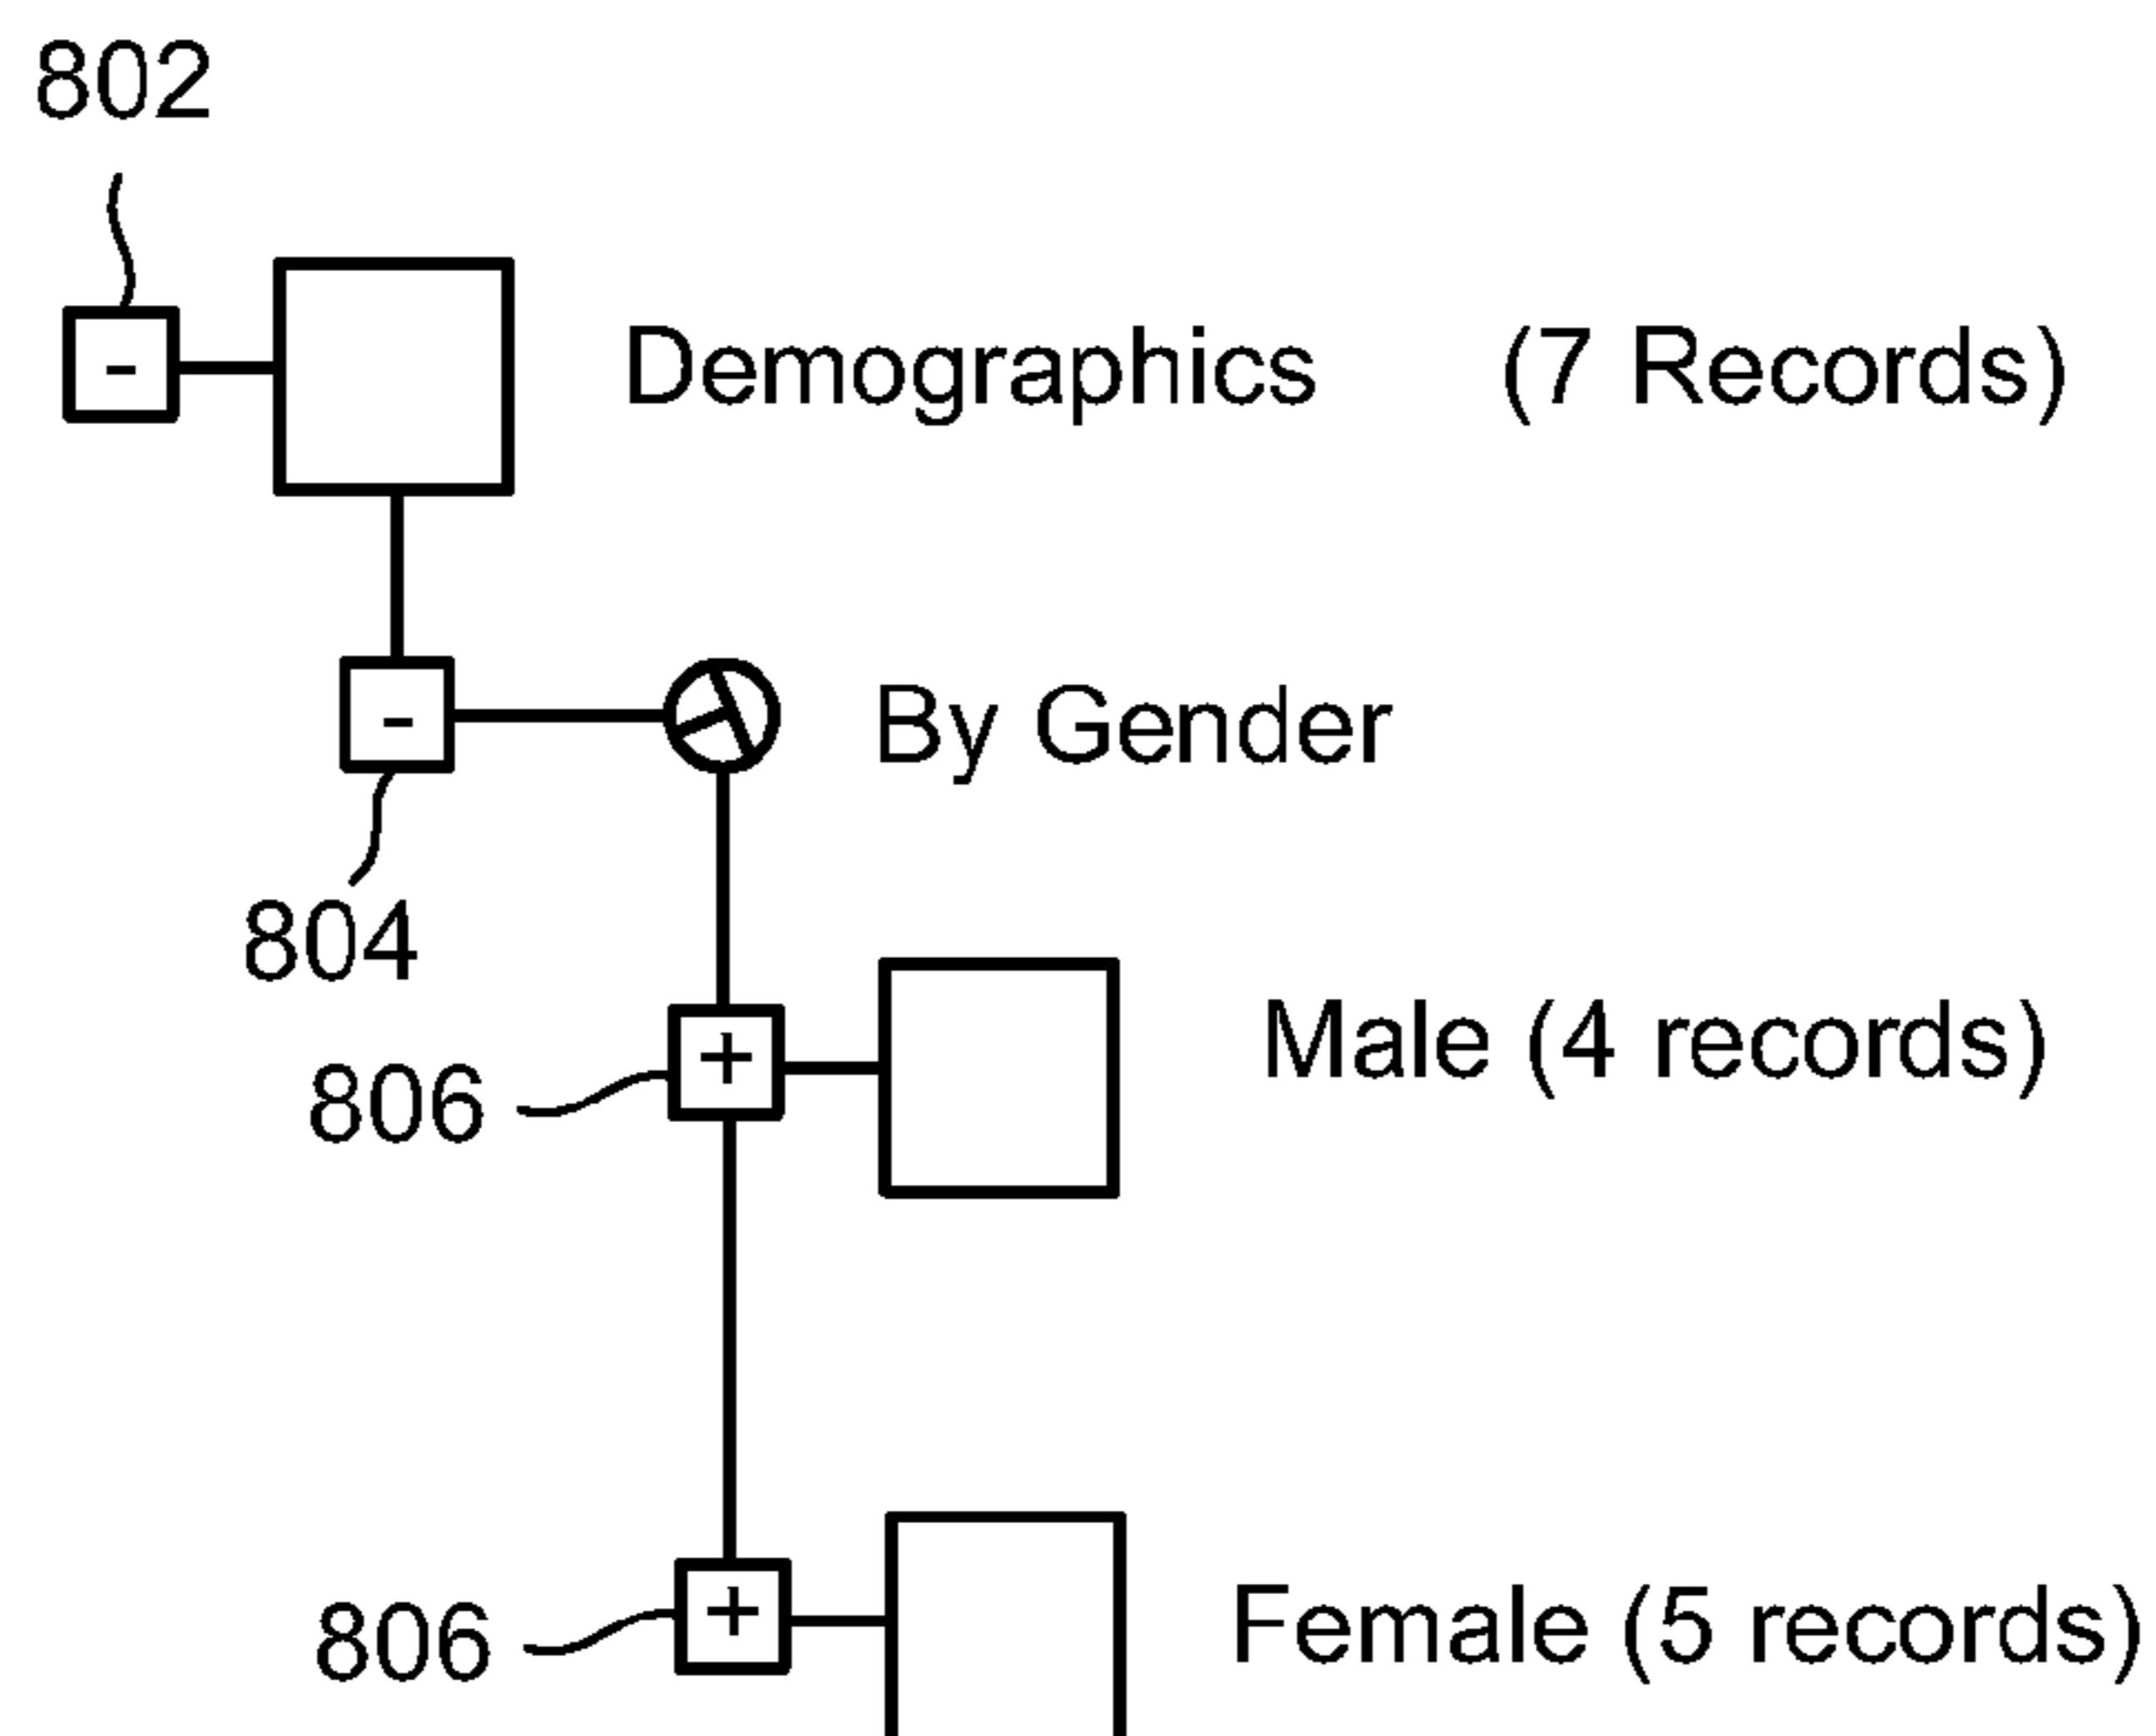 802
- Demographics (7 Records)
- By Gender
804
+ Male (4 records)
806
+ Female (5 records)
806